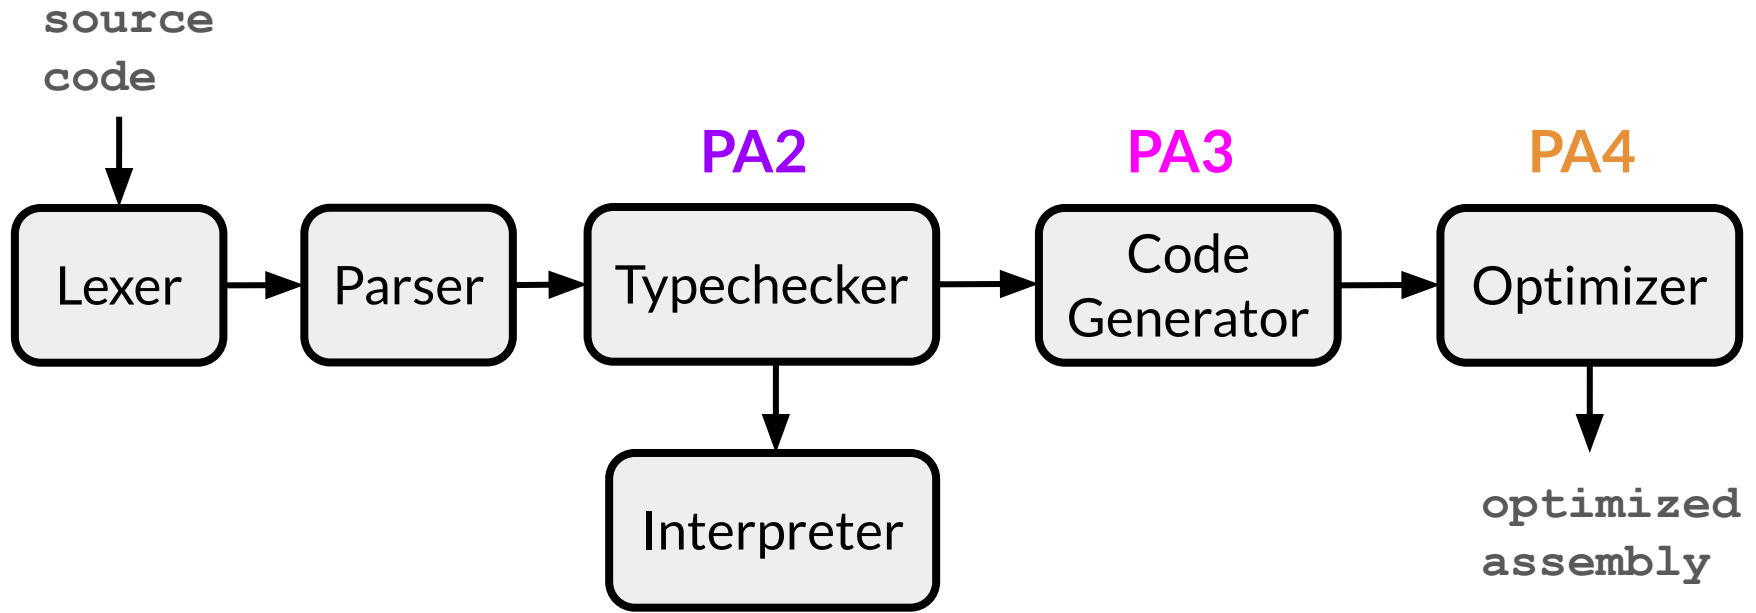 source
code
PA2
PA3
PA4
Lexer
Parser
Typechecker
Code
Generator
Optimizer
Interpreter
optimized
assembly